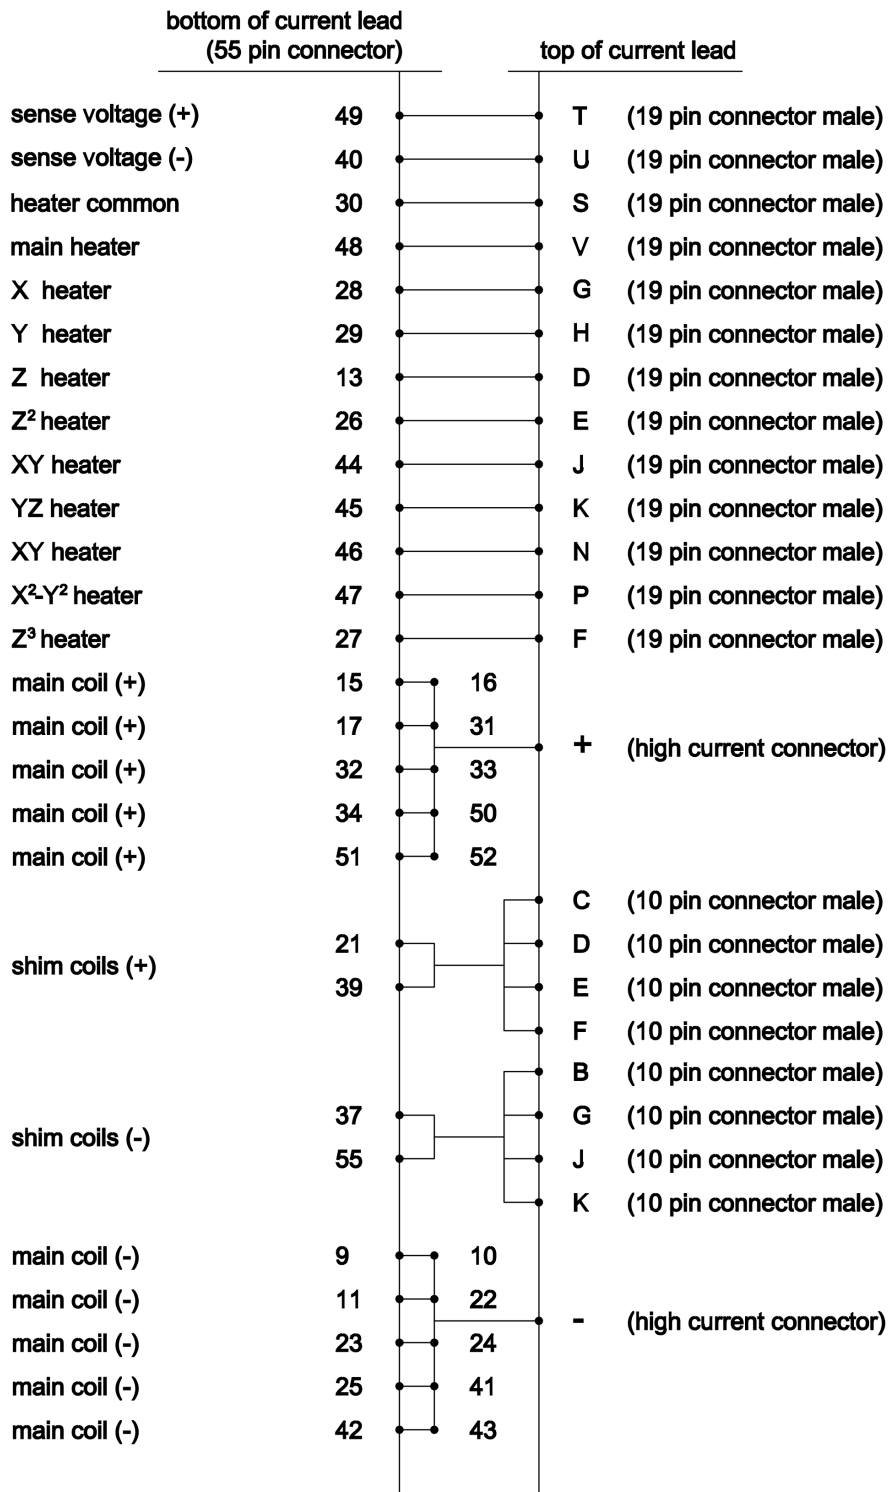 bottom of current lead
(55 pin connector)
top of current lead
sense voltage (+) 49 T (19 pin connector male)
sense voltage (-) 40 U (19 pin connector male)
heater common 30 S (19 pin connector male)
main heater 48 V (19 pin connector male)
X heater 28 G (19 pin connector male)
Y heater 29 H (19 pin connector male)
Z heater 13 D (19 pin connector male)
Z² heater 26 E (19 pin connector male)
XY heater 44 J (19 pin connector male)
YZ heater 45 K (19 pin connector male)
XY heater 46 N (19 pin connector male)
X²-Y² heater 47 P (19 pin connector male)
Z³ heater 27 F (19 pin connector male)
main coil (+) 15 16
main coil (+) 17 31
+ (high current connector)
main coil (+) 32 33
main coil (+) 34 50
main coil (+) 51 52
C (10 pin connector male)
21 D (10 pin connector male)
shim coils (+)
39 E (10 pin connector male)
F (10 pin connector male)
B (10 pin connector male)
37 G (10 pin connector male)
shim coils (-)
55 J (10 pin connector male)
K (10 pin connector male)
main coil (-) 9 10
main coil (-) 11 22
- (high current connector)
main coil (-) 23 24
main coil (-) 25 41
main coil (-) 42 43